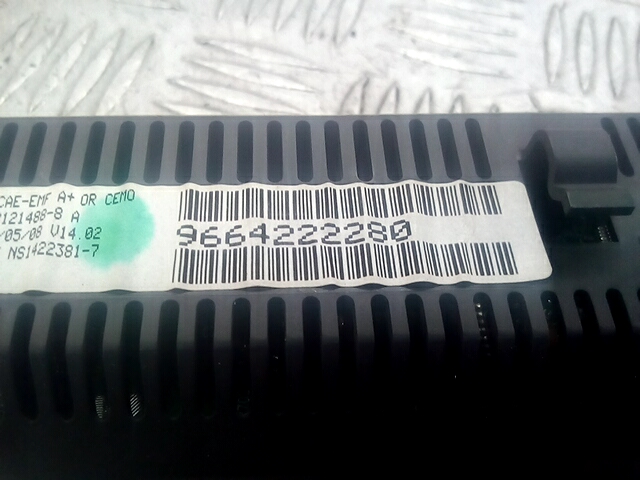 CAE-EMF A+ OR CEMO
121488-8 A
/05/08 V14.02
NS1422381-7
9664222280